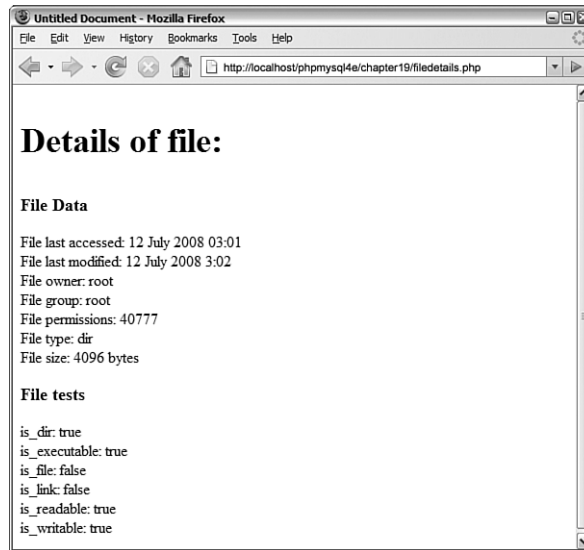 Untitled Document - Mozilla Firefox
File Edit View History Bookmarks Tools Help
http://localhost/phpmysql4e/chapter19/filedetails.php
Details of file:
File Data
File last accessed: 12 July 2008 03:01
File last modified: 12 July 2008 3:02
File owner: root
File group: root
File permissions: 40777
File type: dir
File size: 4096 bytes
File tests
is_dir: true
is_executable: true
is_file: false
is_link: false
is_readable: true
is_writable: true